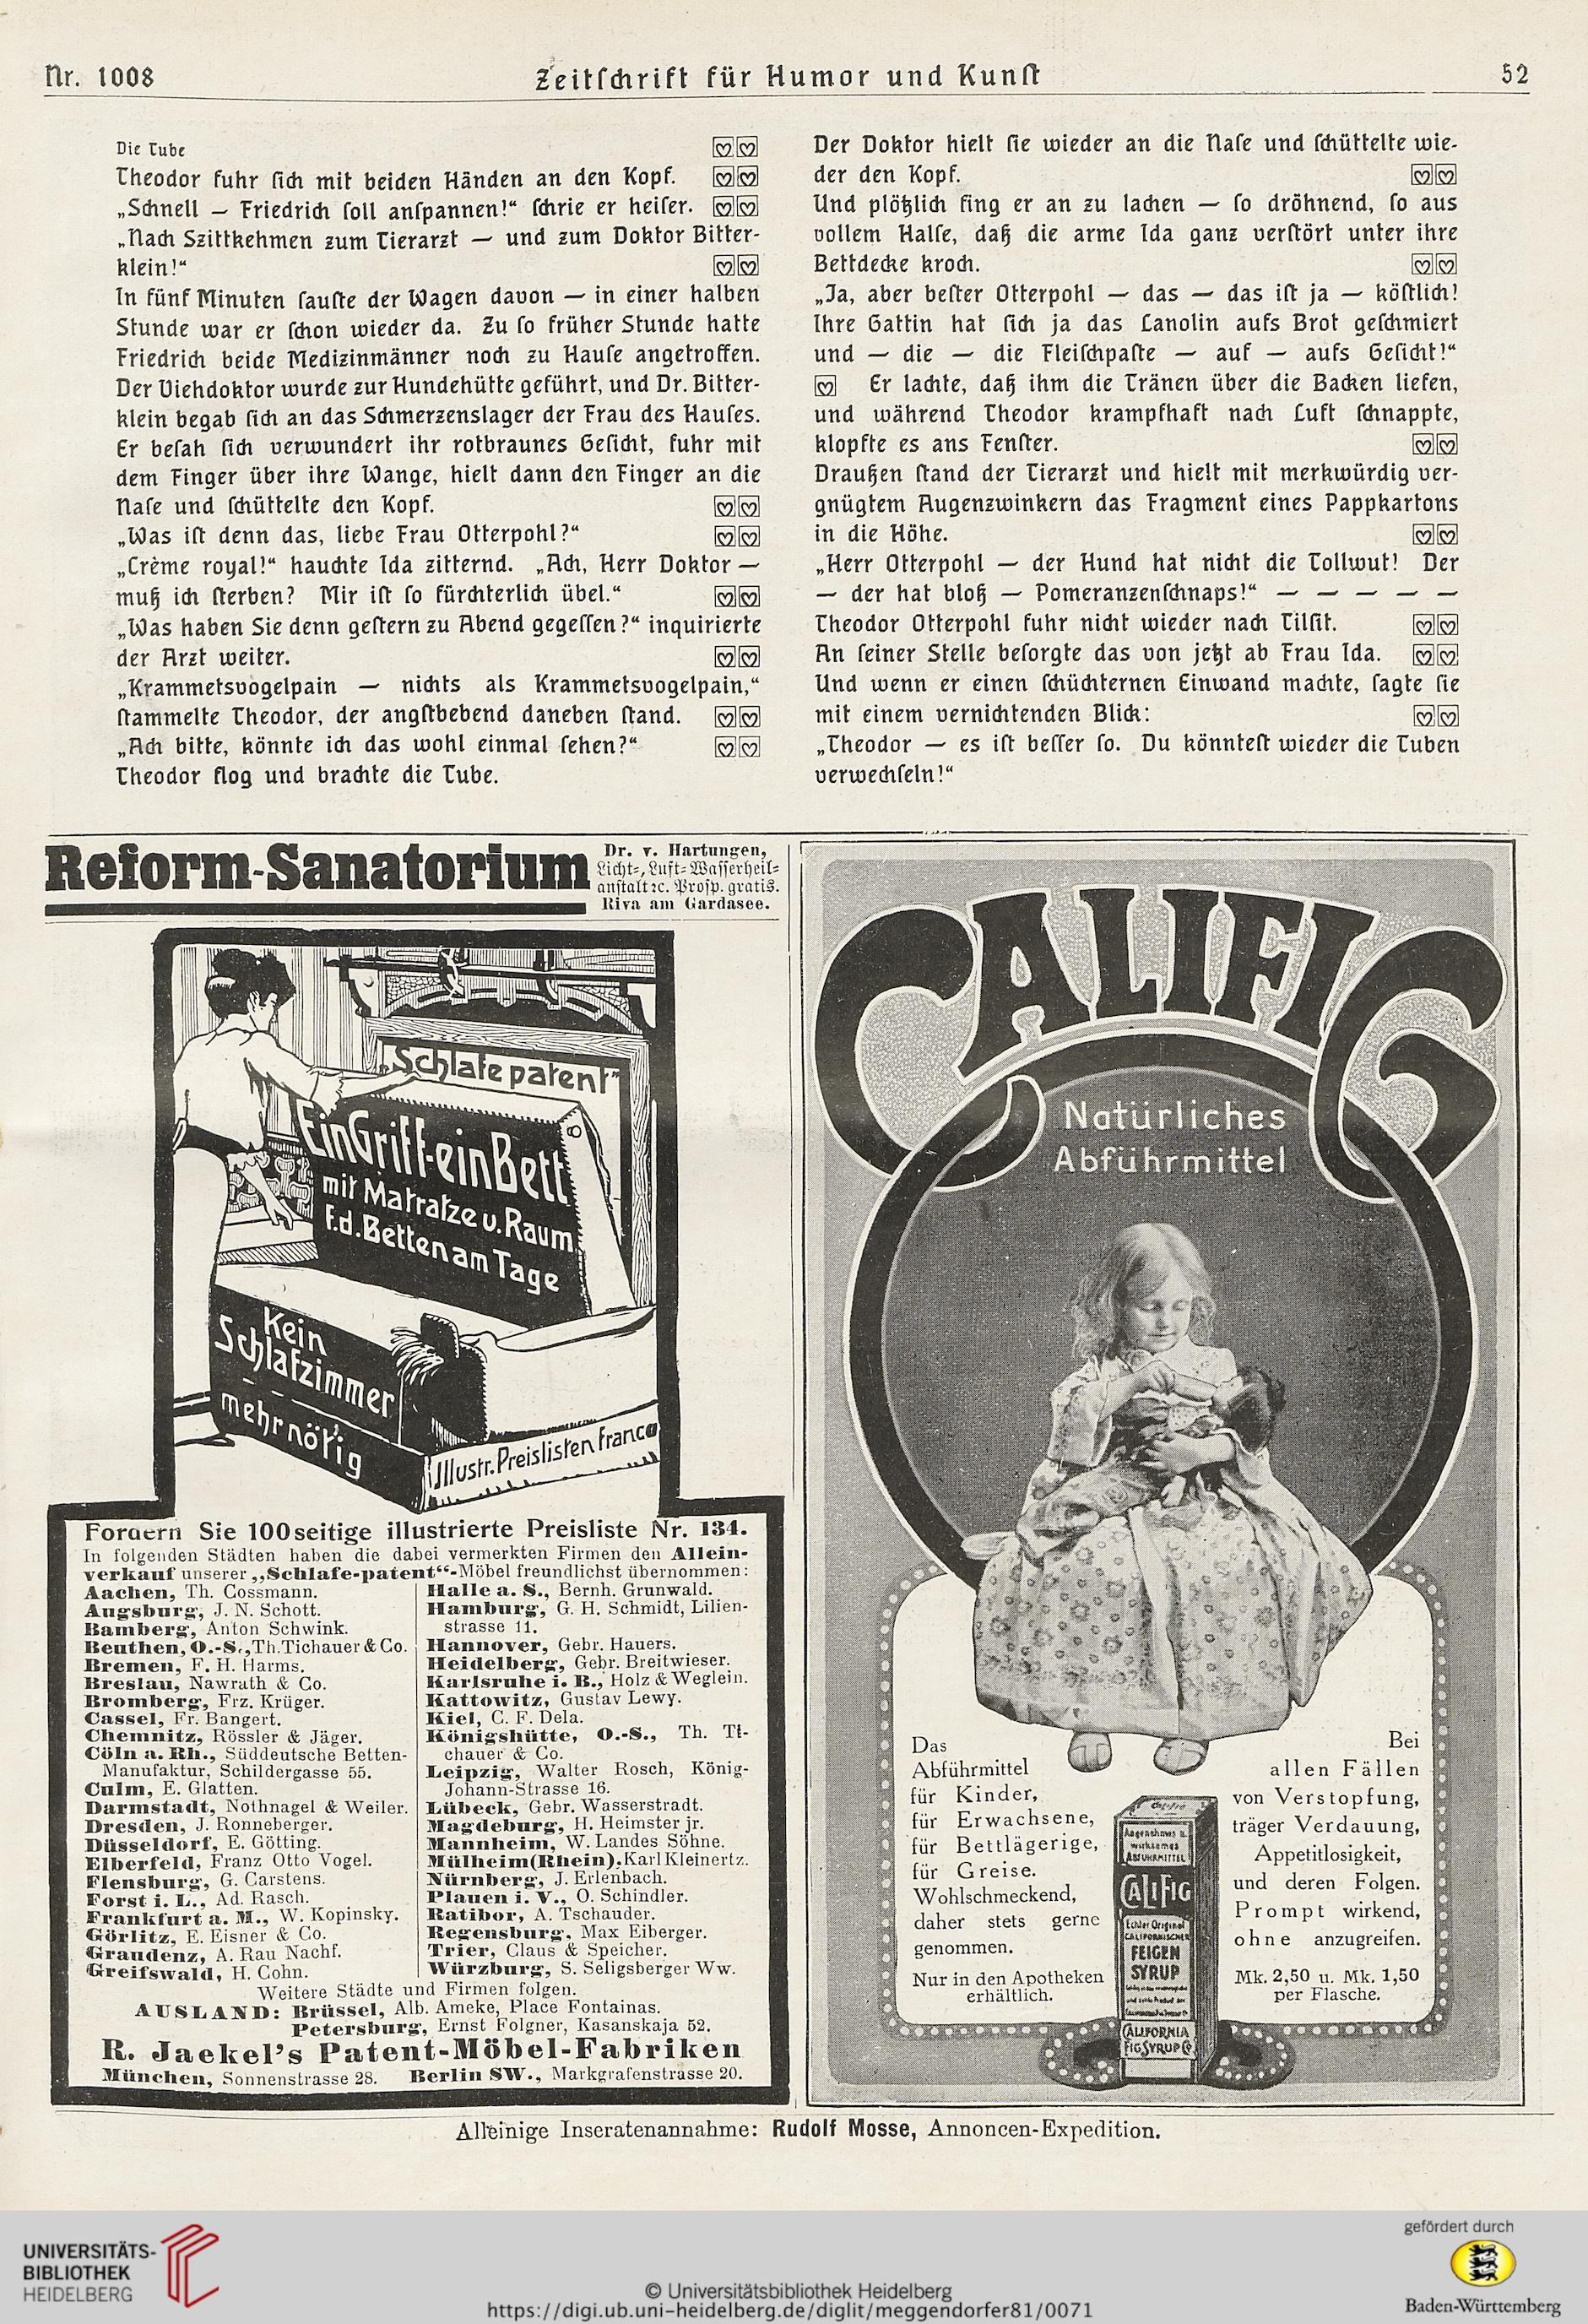 Nr. 1008
Zeitschrift für Humor und Kunst
52
Die Tube
Theodor fuhr sich mit beiden Händen an den Kopf.
„Schnell — Friedrich soll anspannen!“ schrie er heiser.
„Nach Szittkehmen zum Tierarzt — und zum Doktor Bitter-
klein!“
In fünf Minuten sauste der Wagen davon — in einer halben
Stunde war er schon wieder da. Zu so früher Stunde hatte
Friedrich beide Medizinmänner noch zu Hause angetroffen.
Der Viehdoktor wurde zur Hundehütte geführt, und Dr. Bitter-
klein begab sich an das Schmerzenslager der Frau des Hauses.
Er besah sich verwundert ihr rotbraunes Gesicht, fuhr mit
dem Finger über ihre Wange, hielt dann den Finger an die
Nase und schüttelte den Kopf.
„Was ist denn das, liebe Frau Otterpohl?“
„Crème royal!“ hauchte Ida zitternd. „Ach, Herr Doktor —
muß ich sterben? Mir ist so fürchterlich übel.“
„Was haben Sie denn gestern zu Abend gegessen?“ inquirierte
der Arzt weiter.
„Krammetsvogelpain — nichts als Krammetsvogelpain,“
stammelte Theodor, der angstbebend daneben stand.
„Ach bitte, könnte ich das wohl einmal sehen?“
Theodor flog und brachte die Tube.
Der Doktor hielt sie wieder an die Nase und schüttelte wie-
der den Kopf.
Und plötzlich fing er an zu lachen — so dröhnend, so aus
vollem Halse, daß die arme Ida ganz verstört unter ihre
Bettdecke kroch.
„Ja, aber bester Otterpohl — das — das ist ja — köstlich!
Ihre Gattin hat sich ja das Lanolin aufs Brot geschmiert
und — die — die Fleischpaste — auf — aufs Gesicht!“
Er lachte, daß ihm die Tränen über die Backen liefen,
und während Theodor krampfhaft nach Luft schnappte,
klopfte es ans Fenster.
Draußen stand der Tierarzt und hielt mit merkwürdig ver-
gnügtem Augenzwinkern das Fragment eines Pappkartons
in die Höhe.
„Herr Otterpohl — der Hund hat nicht die Tollwut! Der
— der hat bloß — Pomeranzenschnaps!“ — — — — —
Theodor Otterpohl fuhr nicht wieder nach Tilsit.
An seiner Stelle besorgte das von jetzt ab Frau Ida.
Und wenn er einen schüchternen Einwand machte, sagte sie
mit einem vernichtenden Blick:
„Theodor — es ist besser so. Du könntest wieder die Tuben
verwechseln!“
Reform-Sanatorium
Dr. v. Hartungen,
Licht-, Luft- Wasserheil-
anstalt ꝛc. Prosp. gratis.
Riva am Gardasee.
„Schlafe patent“
Ein Griff-ein Bett
mit Matratze u. Raum
f.d. Betten am Tage
Kein
Schlafzimmer
mehr nötig
Illustr. Preislisten franco
Fordern Sie 100seitige illustrierte Preisliste Nr. 134.
In folgenden Städten haben die dabei vermerkten Firmen den Allein-
verkauf unserer „Schlafe-patent“-Möbel freundlichst übernommen:
Aachen, Th. Cossmann.
Augsburg, J. N. Schott.
Bamberg, Anton Schwink.
Beuthen, O.-S., Th. Tichauer & Co.
Bremen, F. H. Harms.
Breslau, Nawrath & Co.
Bromberg, Frz. Krüger.
Cassel, Fr. Bangert.
Chemnitz, Rössler & Jäger.
Cöln a. Rh., Süddeutsche Betten-
Manufaktur, Schildergasse 55.
Culm, E. Glatten.
Darmstadt, Nothnagel & Weiler.
Dresden, J. Ronneberger.
Düsseldorf, E. Götting.
Elberfeld, Franz Otto Vogel.
Flensburg, G. Carstens.
Forst i. L., Ad. Rasch.
Frankfurt a. M., W. Kopinsky.
Görlitz, E. Eisner & Co.
Graudenz, A. Rau Nachf.
Greifswald, H. Cohn.
Halle a. S., Bernh. Grunwald.
Hamburg, G. H. Schmidt, Lilien-
strasse 11.
Hannover, Gebr. Hauers.
Heidelberg, Gebr. Breitwieser.
Karlsruhe i. B., Holz & Weglein.
Kattowitz, Gustav Lewy.
Kiel, C. F. Dela.
Königshütte, O.-S., Th. Ti-
chauer & Co.
Leipzig, Walter Rosch, König-
Johann-Strasse 16.
Lübeck, Gebr. Wasserstradt.
Magdeburg, H. Heimster jr.
Mannheim, W. Landes Söhne.
Mülheim (Rhein), Karl Kleinertz.
Nürnberg, J. Erlenbach.
Plauen i. V., O. Schindler.
Ratibor, A. Tschauder.
Regensburg, Max Eiberger.
Trier, Claus & Speicher.
Würzburg, S. Seligsberger Ww.
Weitere Städte und Firmen folgen.
AUSLAND: Brüssel, Alb. Ameke, Place Fontainas.
Petersburg, Ernst Folgner, Kasanskaja 52.
R. Jaekel's Patent-Möbel-Fabriken
München, Sonnenstrasse 28. Berlin SW., Markgrafenstrasse 20.
CALIFIG
Natürliches
Abführmittel
Das
Abführmittel
für Kinder,
für Erwachsene,
für Bettlägerige,
für Greise.
Wohlschmeckend,
daher stets gerne
genommen.
Nur in den Apotheken
erhältlich.
Califig
Angenehmes u.
wirksames
ABFÜHRMITTEL
CALIFIG
Echter Original
CALIFORNISCHER
FEIGEN
SYRUP
CALIFORNIA
FIG SYRUP Co
Bei
allen Fällen
von Verstopfung,
träger Verdauung,
Appetitlosigkeit,
und deren Folgen.
Prompt wirkend,
ohne anzugreifen.
Mk. 2,50 u. Mk. 1,50
per Flasche.
Alleinige Inseratenannahme: Rudolf Mosse, Annoncen-Expedition.
UNIVERSITÄTS-
BIBLIOTHEK
HEIDELBERG
© Universitätsbibliothek Heidelberg
https://digi.ub.uni-heidelberg.de/diglit/meggendorfer81/0071
gefördert durch
Baden-Württemberg